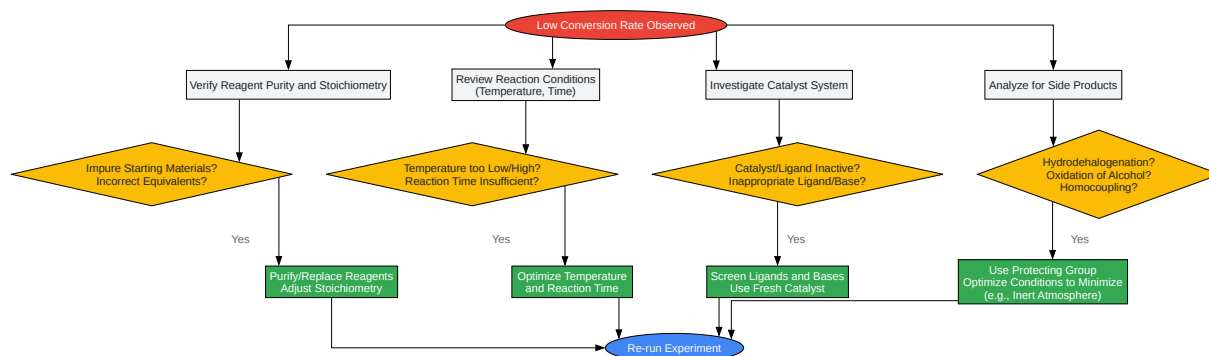 Low Conversion Rate Observed
Verify Reagent Purity and Stoichiometry
Review Reaction Conditions
(Temperature, Time)
Investigate Catalyst System
Analyze for Side Products
Impure Starting Materials?
Incorrect Equivalents?
Temperature too Low/High?
Reaction Time Insufficient?
Catalyst/Ligand Inactive?
Inappropriate Ligand/Base?
Hydrodehalogenation?
Oxidation of Alcohol?
Homocoupling?
Yes
Yes
Yes
Yes
Purify/Replace Reagents
Adjust Stoichiometry
Optimize Temperature
and Reaction Time
Screen Ligands and Bases
Use Fresh Catalyst
Use Protecting Group
Optimize Conditions to Minimize
(e.g., Inert Atmosphere)
Re-run Experiment